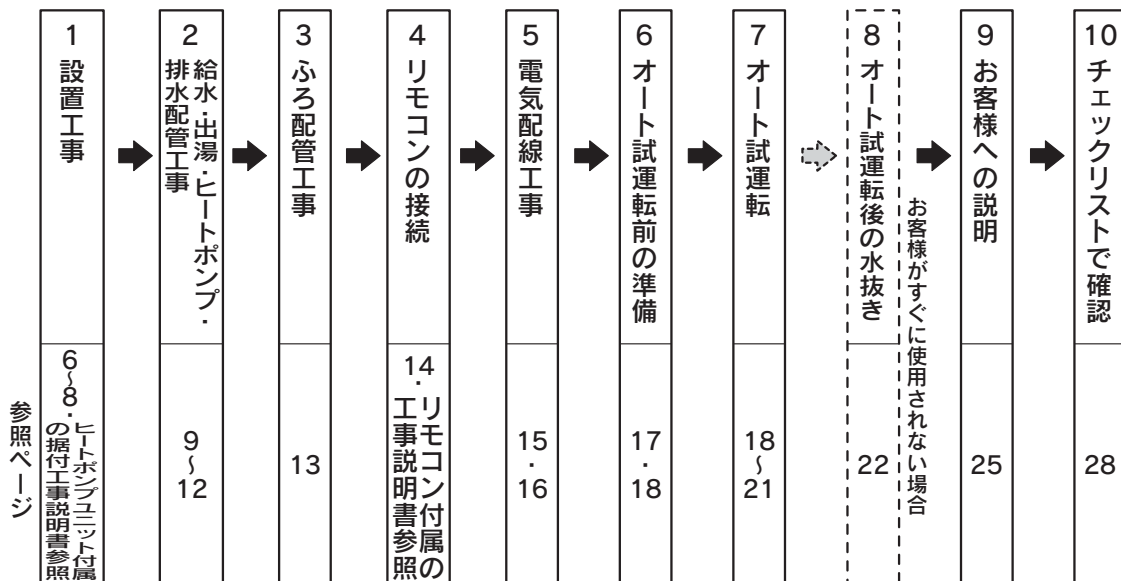 1
設置工事
6～8・ヒートポンプユニット付属
の据付工事説明書参照
2
給水・出湯・ヒートポンプ・
排水配管工事
9～12
3
ふろ配管工事
13
4
リモコンの接続
14・リモコン付属の
工事説明書参照
5
電気配線工事
15・16
6
オート試運転前の準備
17・18
7
オート試運転
18～21
8
オート試運転後の水抜き
22
お客様がすぐに使用されない場合
9
お客様への説明
25
10
チェックリストで確認
28
参照ページ